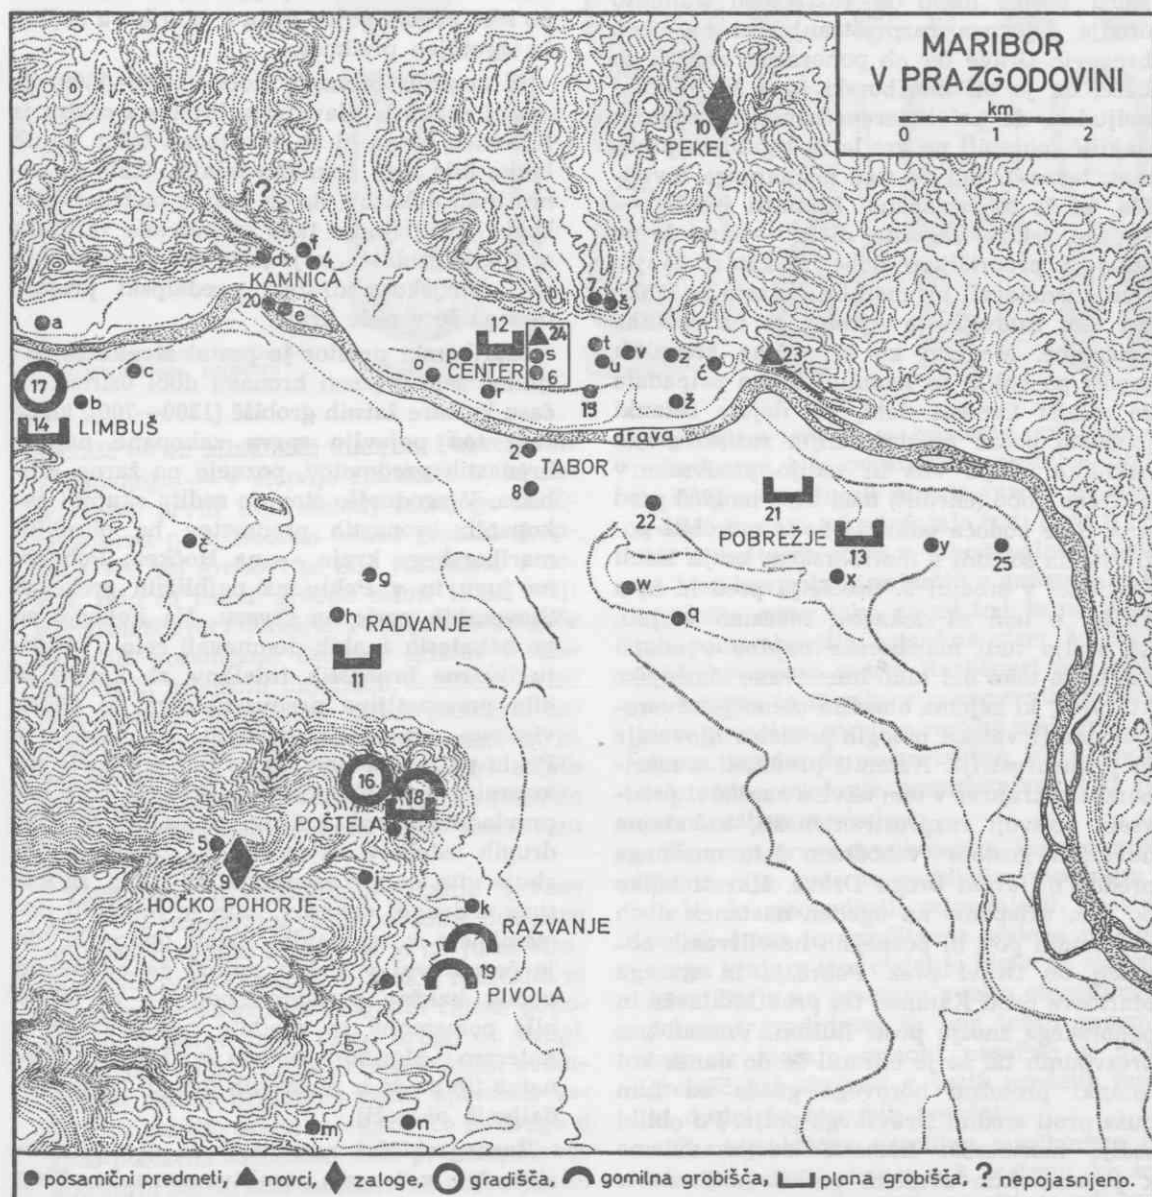 MARIBOR
V PRAZGODOVINI
km
0 1 2
10
PEKEL
?
d
f
4
KAMNICA
20
e
7
š
a
12
24
t
v
z
ć
23
p
s
c
o
CENTER
6
u
17
b
r
ž
14
LIMBUŠ
drava
2
TABOR
8
22
21
POBREŽJE
č
13
y
25
g
w
x
q
RADVANJE
11
16
18
POŠTELA
5
9
j
HOČKO POHORJE
k
RAZVANJE
l
19
PIVOLA
m
n
posamični predmeti, novci, zaloge, gradišča, gomilna grobišča, plona grobišča, ? nepojasnjeno.